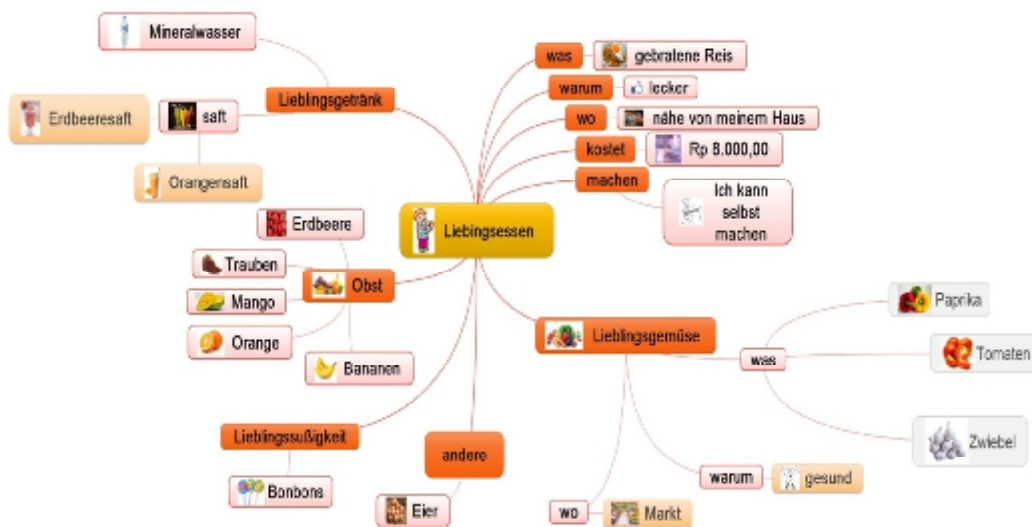 Mineralwasser
Lieblingsgetränk
Erdbeeresaft
saft
Orangensaft
was
gebratene Reis
warum
lecker
wo
nähe von meinem Haus
kostet
Rp 8.000,00
machen
Ich kann
selbst
machen
Liebingsessen
Erdbeere
Trauben
Obst
Mango
Orange
Bananen
Lieblingsgemüse
was
Paprika
Tomaten
Zwiebel
warum
gesund
wo
Markt
Lieblingssußigkeit
Bonbons
andere
Eier